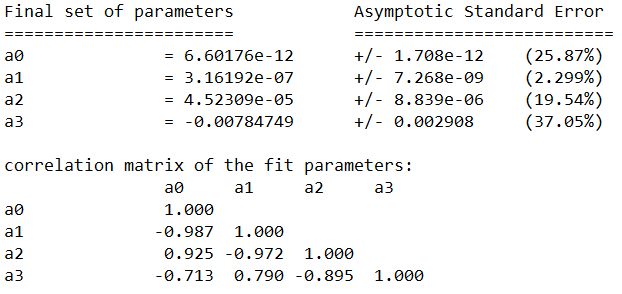 Final set of parameters            Asymptotic Standard Error
=======================            ==========================
a0              = 6.60176e-12      +/- 1.708e-12    (25.87%)
a1              = 3.16192e-07      +/- 7.268e-09    (2.299%)
a2              = 4.52309e-05      +/- 8.839e-06    (19.54%)
a3              = -0.00784749      +/- 0.002908     (37.05%)
correlation matrix of the fit parameters:
                a0     a1     a2     a3
a0              1.000
a1             -0.987  1.000
a2              0.925 -0.972  1.000
a3             -0.713  0.790 -0.895  1.000